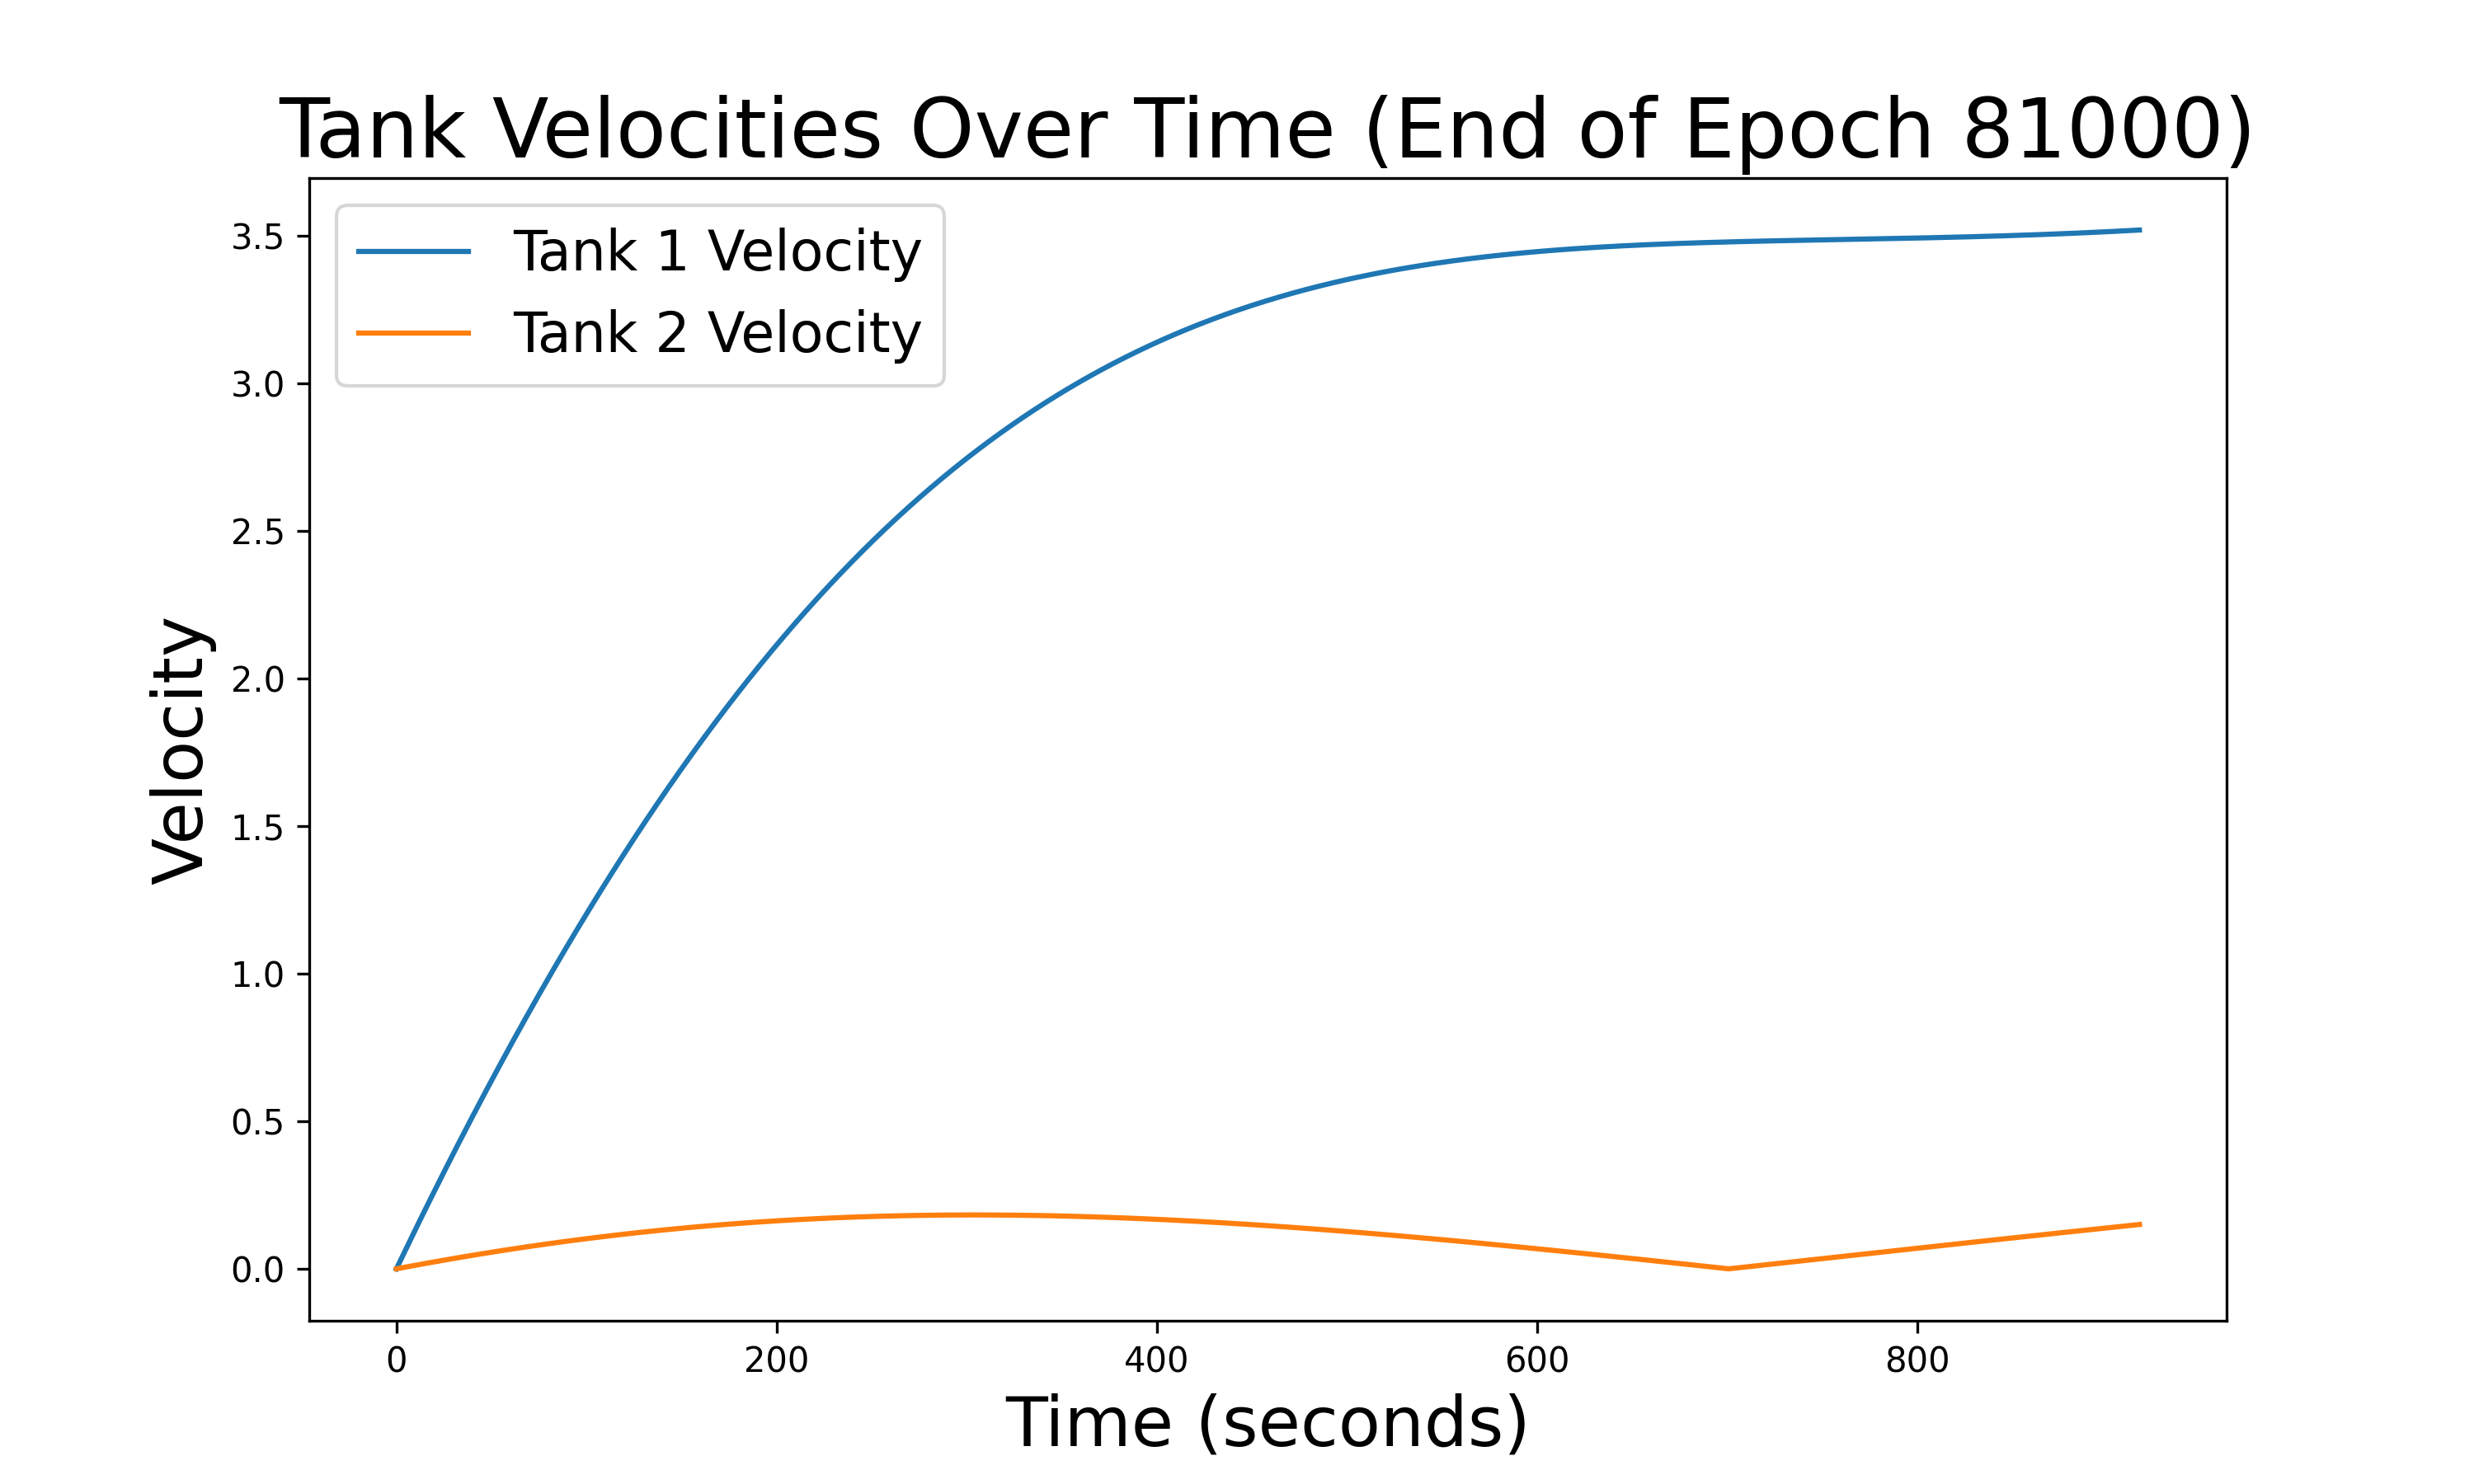 Tank Velocities Over Time (End of Epoch 81000)
Tank 1 Velocity
Tank 2 Velocity
Velocity
3.5
3.0
2.5
2.0
1.5
1.0
0.5
0.0
0 200 400 600 800
Time (seconds)